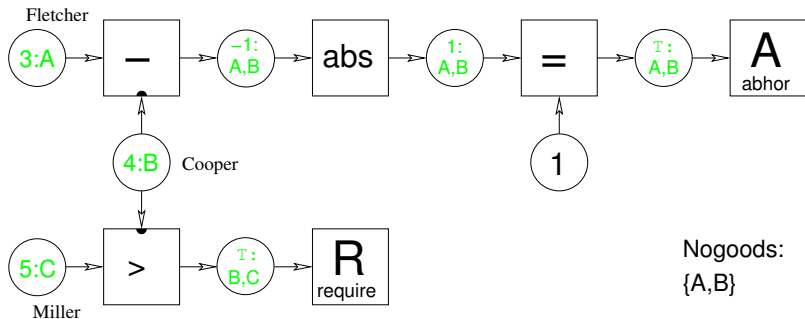 Fletcher
3:A
−
−1:
A,B
abs
1:
A,B
=
T:
A,B
A
abhor
4:B
Cooper
1
5:C
>
T:
B,C
R
require
Miller
Nogoods:
{A,B}